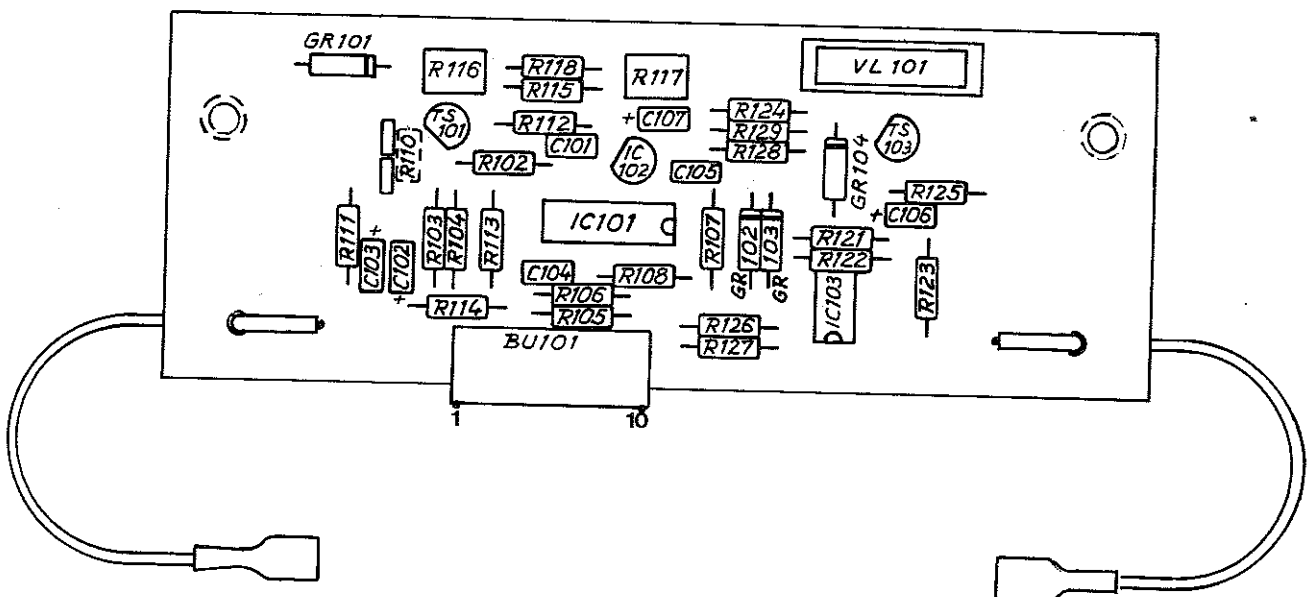 GR101
R116
R118
R115
R117
VL 101
TS 101
R112
C101
+ C107
R124
R129
R128
TS 103
R110
R102
IC 102
C105
GR104
R125
+ C106
R111
C103 +
C102 +
R103
R104
R113
IC101
R107
GR 102
GR 103
R121
R122
R123
C104
R108
R106
R105
R114
IC103
R126
R127
BU101
1
10